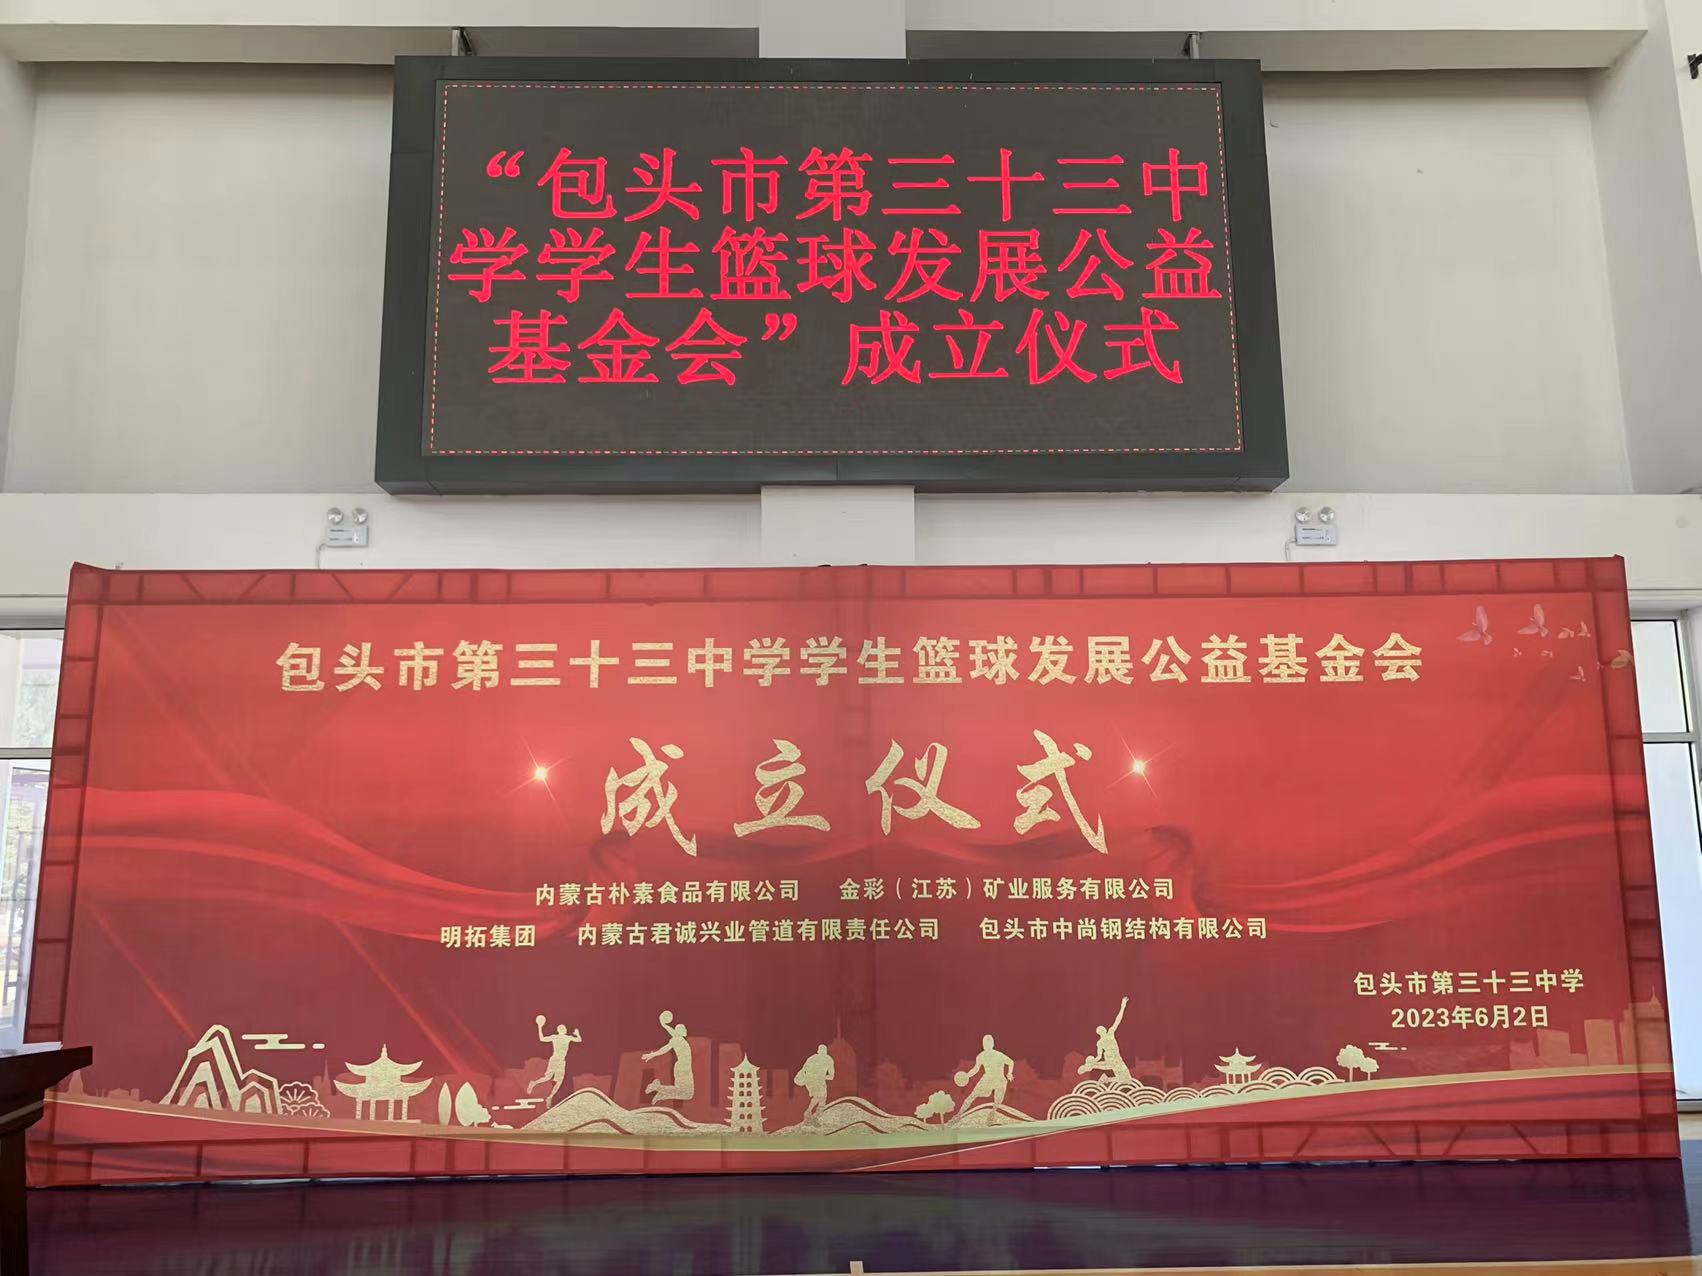 “包头市第三十三中
学学生篮球发展公益
基金会”成立仪式
包头市第三十三中学学生篮球发展公益基金会
成立仪式
内蒙古朴素食品有限公司 金彩（江苏）矿业服务有限公司
明拓集团 内蒙古君诚兴业管道有限责任公司 包头市中尚钢结构有限公司
包头市第三十三中学
2023年6月2日